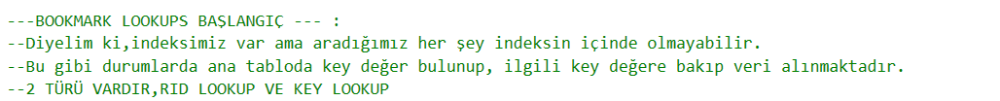 ---BOOKMARK LOOKUPS BAŞLANGIÇ --- :
--Diyelim ki,indeksimiz var ama aradığımız her şey indeksin içinde olmayabilir.
--Bu gibi durumlarda ana tabloda key değer bulunup, ilgili key değere bakıp veri alınmaktadır.
--2 TÜRÜ VARDIR,RID LOOKUP VE KEY LOOKUP